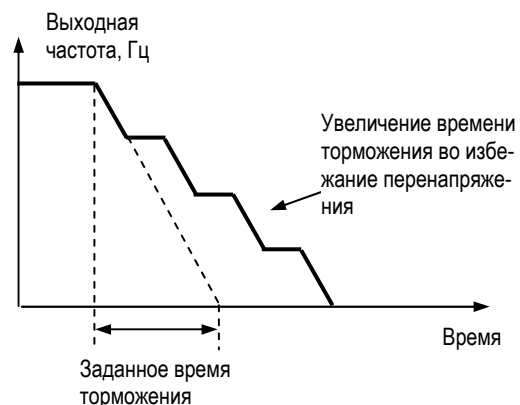 Выходная
частота, Гц
Увеличение времени
торможения во избе-
жание перенапряже-
ния
Время
Заданное время
торможения